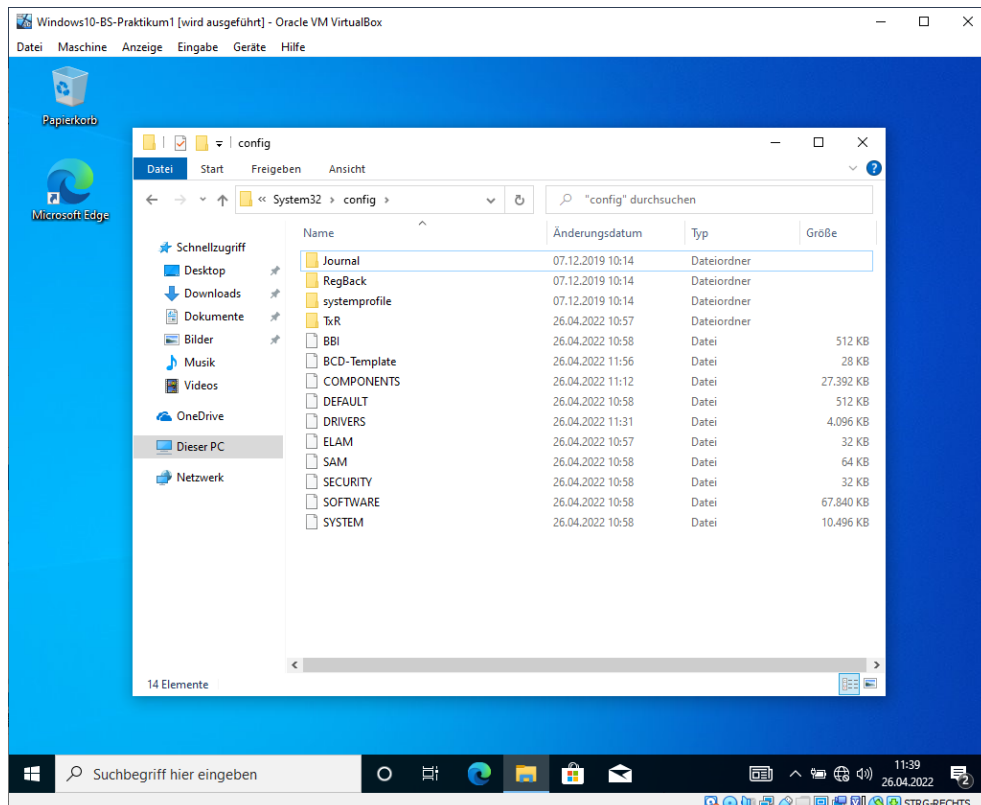 Windows10-BS-Praktikum1 [wird ausgeführt] - Oracle VM VirtualBox
Datei Maschine Anzeige Eingabe Geräte Hilfe
Papierkorb
Microsoft Edge
config
Datei Start Freigeben Ansicht
« System32 › config ›
"config" durchsuchen
Name Änderungsdatum Typ Größe
Schnellzugriff
Desktop
Downloads
Dokumente
Bilder
Musik
Videos
OneDrive
Dieser PC
Netzwerk
Journal 07.12.2019 10:14 Dateiordner
RegBack 07.12.2019 10:14 Dateiordner
systemprofile 07.12.2019 10:14 Dateiordner
TxR 26.04.2022 10:57 Dateiordner
BBI 26.04.2022 10:58 Datei 512 KB
BCD-Template 26.04.2022 11:56 Datei 28 KB
COMPONENTS 26.04.2022 11:12 Datei 27.392 KB
DEFAULT 26.04.2022 10:58 Datei 512 KB
DRIVERS 26.04.2022 11:31 Datei 4.096 KB
ELAM 26.04.2022 10:57 Datei 32 KB
SAM 26.04.2022 10:58 Datei 64 KB
SECURITY 26.04.2022 10:58 Datei 32 KB
SOFTWARE 26.04.2022 10:58 Datei 67.840 KB
SYSTEM 26.04.2022 10:58 Datei 10.496 KB
14 Elemente
Suchbegriff hier eingeben
11:39
26.04.2022
2
STRG-RECHTS